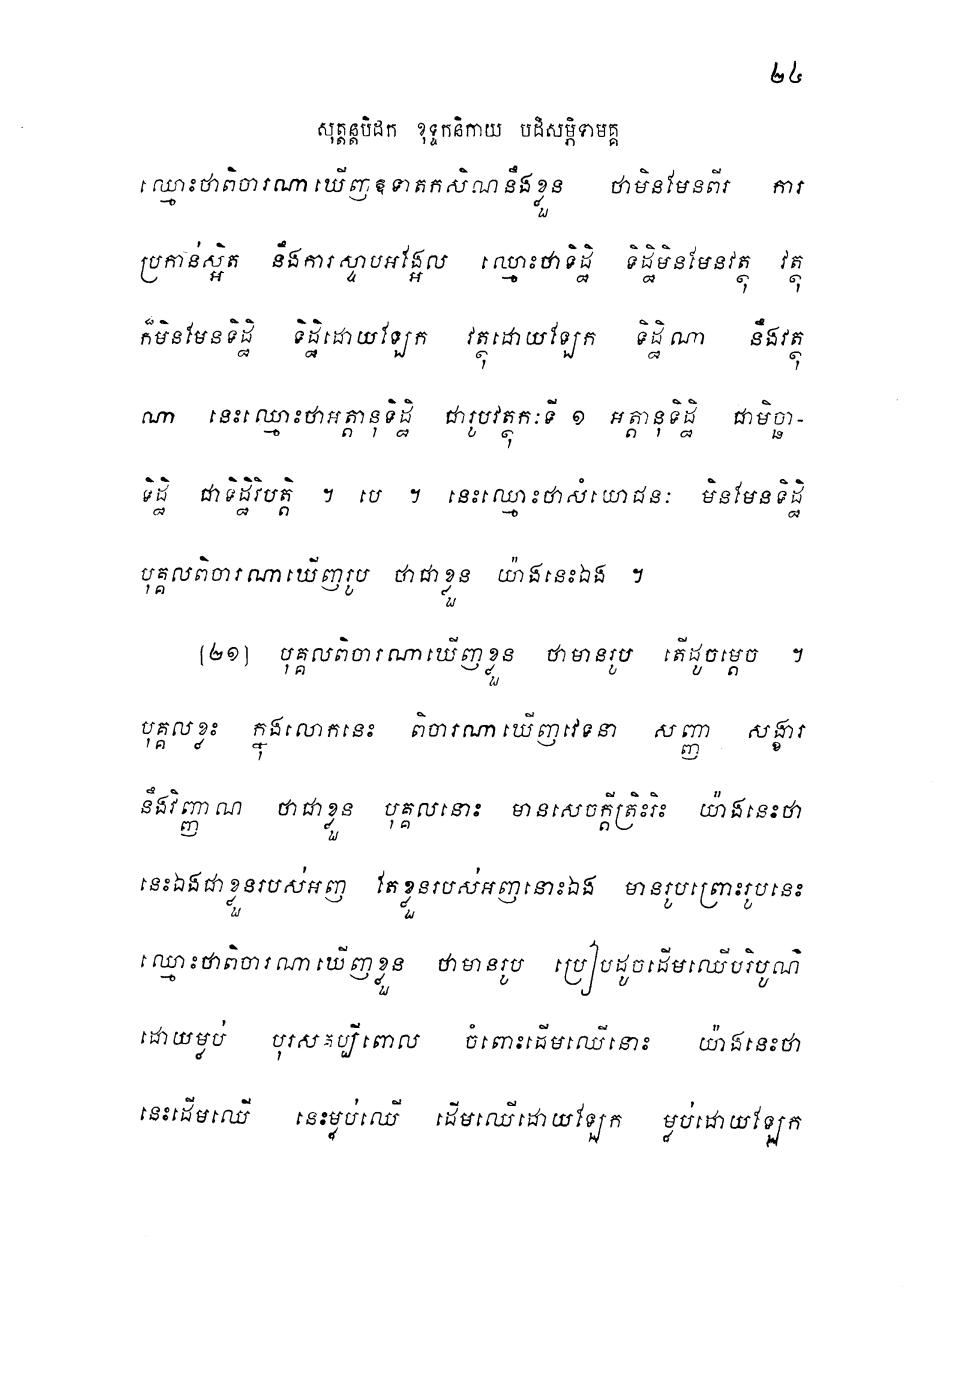 ២៤
សុត្តន្តបិដក ខុទ្ទកនិកាយ បដិសម្ភិទាមគ្គ
ឈ្មោះថាពិចារណាឃើញឱទាតកសិណនឹងខ្លួន ថាមិនមែនពីរ ការ
ប្រកាន់ស្អិត នឹងការស្ទាបអង្អែល ឈ្មោះថាទិដ្ឋិ ទិដ្ឋិមិនមែនវត្ថុ វត្ថុ
ក៏មិនមែនទិដ្ឋិ ទិដ្ឋិដោយឡែក វត្ថុដោយឡែក ទិដ្ឋិណា នឹងវត្ថុ
ណា នេះឈ្មោះថាអត្តានុទិដ្ឋិ ជារូបវត្ថុកៈទី ១ អត្តានុទិដ្ឋិ ជាមិច្ឆា-
ទិដ្ឋិ ជាទិដ្ឋិវិបត្តិ ។ បេ ។ នេះឈ្មោះថាសំយោជនៈ មិនមែនទិដ្ឋិ
បុគ្គលពិចារណាឃើញរូប ថាជាខ្លួន យ៉ាងនេះឯង ។
(២១) បុគ្គលពិចារណាឃើញខ្លួន ថាមានរូប តើដូចម្តេច ។
បុគ្គលខ្លះ ក្នុងលោកនេះ ពិចារណាឃើញវេទនា សញ្ញា សង្ខារ
នឹងវិញ្ញាណ ថាជាខ្លួន បុគ្គលនោះ មានសេចក្តីត្រិះរិះ យ៉ាងនេះថា
នេះឯងជាខ្លួនរបស់អញ តែខ្លួនរបស់អញនោះឯង មានរូបព្រោះរូបនេះ
ឈ្មោះថាពិចារណាឃើញខ្លួន ថាមានរូប ប្រៀបដូចដើមឈើបរិបូណ៌
ដោយម្លប់ បុរសគប្បីពោល ចំពោះដើមឈើនោះ យ៉ាងនេះថា
នេះដើមឈើ នេះម្លប់ឈើ ដើមឈើដោយឡែក ម្លប់ដោយឡែក